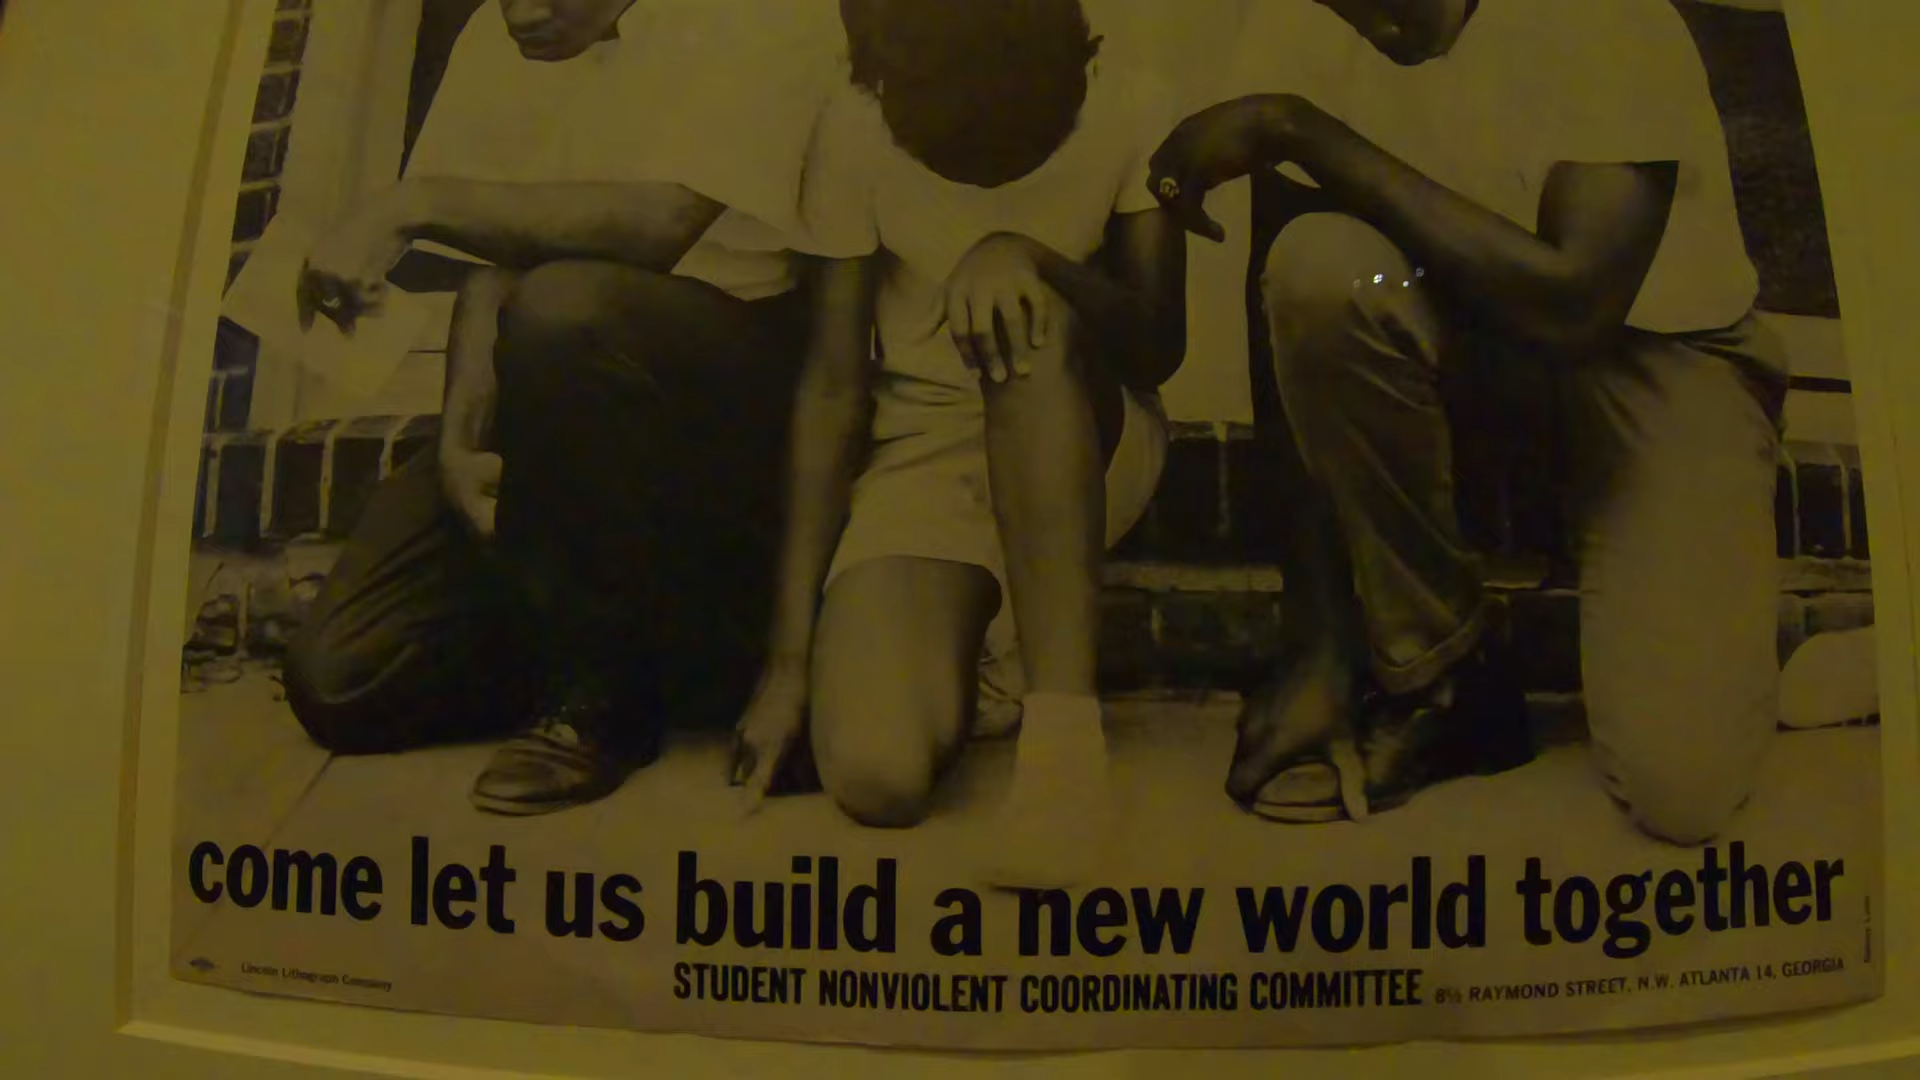 come let us build a new world together
STUDENT NONVIOLENT COORDINATING COMMITTEE 8½ RAYMOND STREET, N.W. ATLANTA 14, GEORGIA
Lincoln Lithograph Company